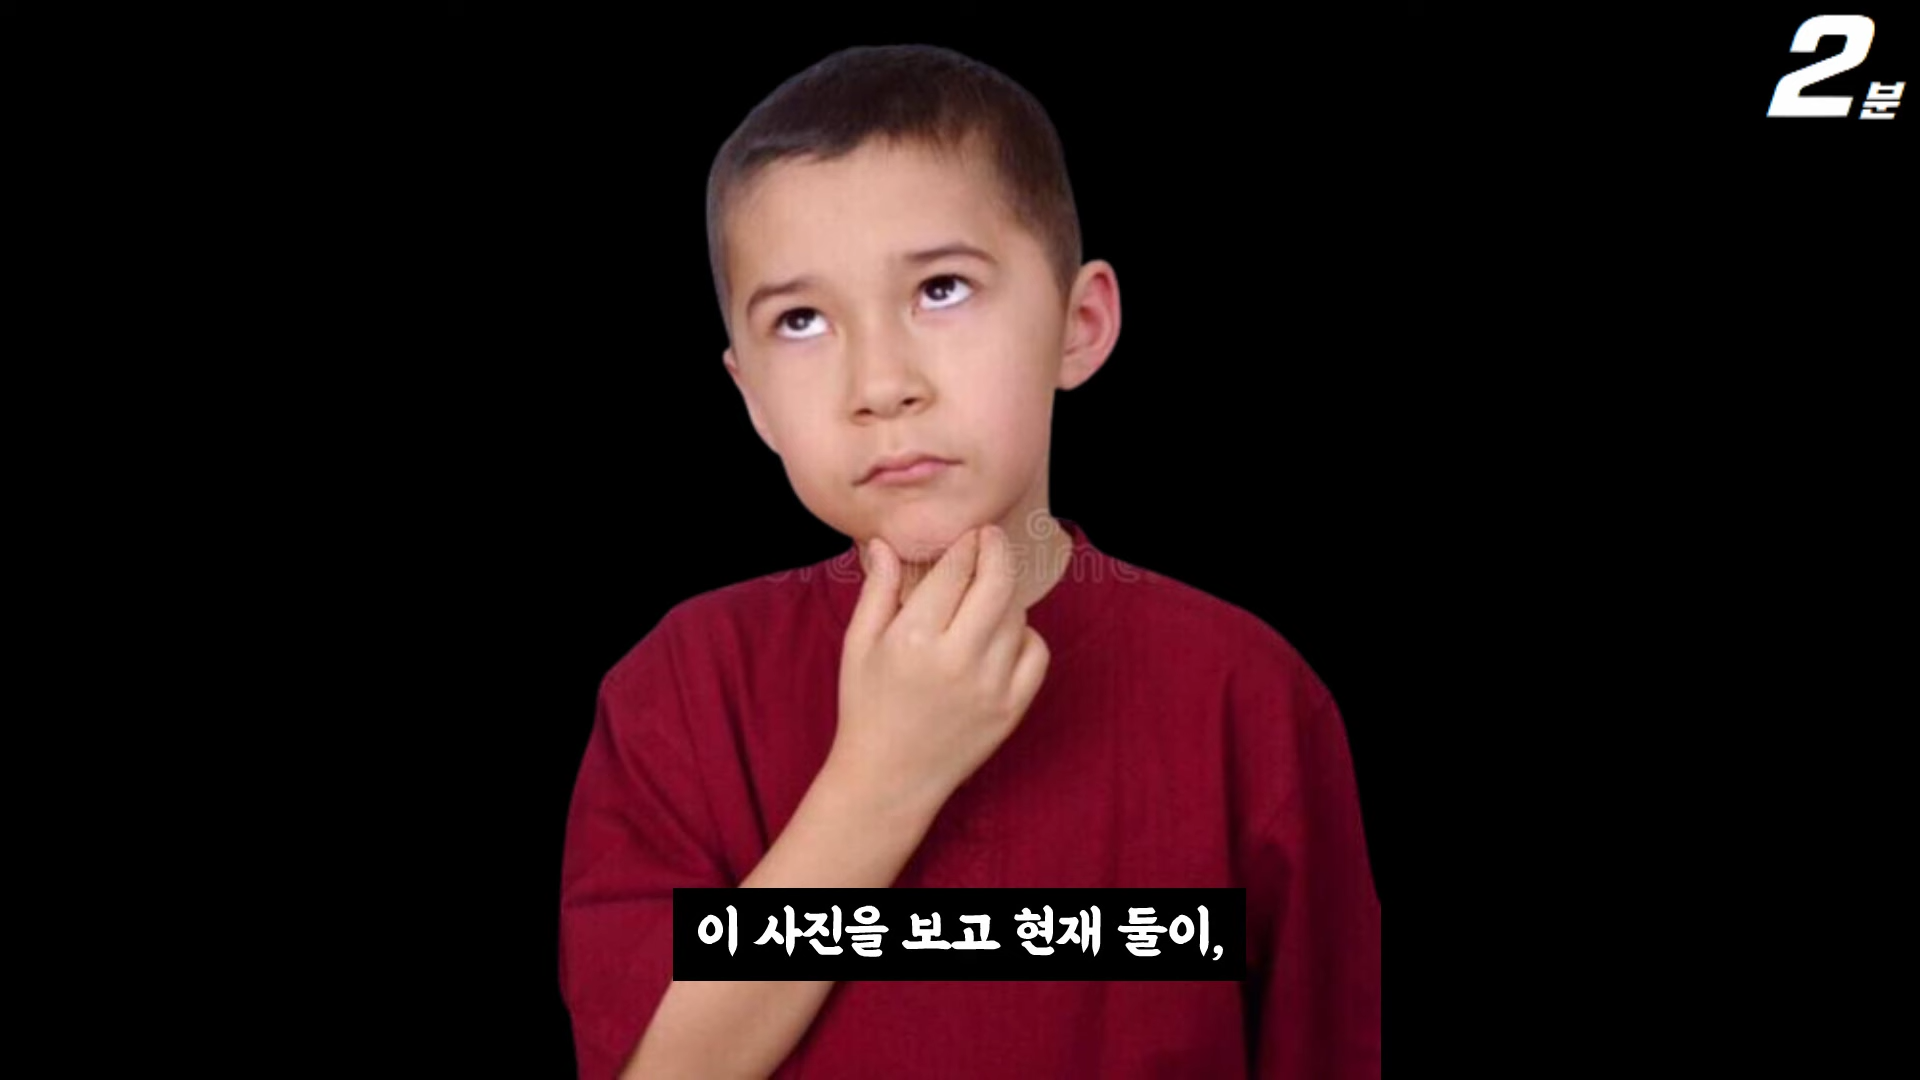 2분
이 사진을 보고 현재 둘이,